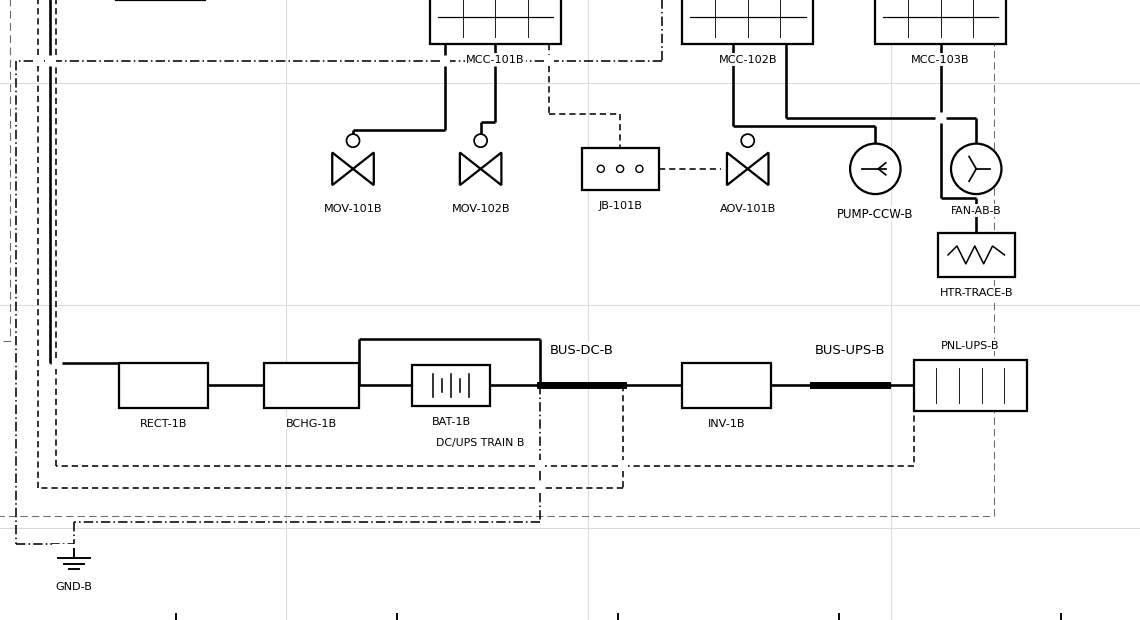 MCC-101B
MCC-102B
MCC-103B
MOV-101B
MOV-102B
JB-101B
AOV-101B
PUMP-CCW-B
FAN-AB-B
HTR-TRACE-B
BUS-DC-B
BUS-UPS-B
PNL-UPS-B
RECT-1B
BCHG-1B
BAT-1B
INV-1B
DC/UPS TRAIN B
GND-B